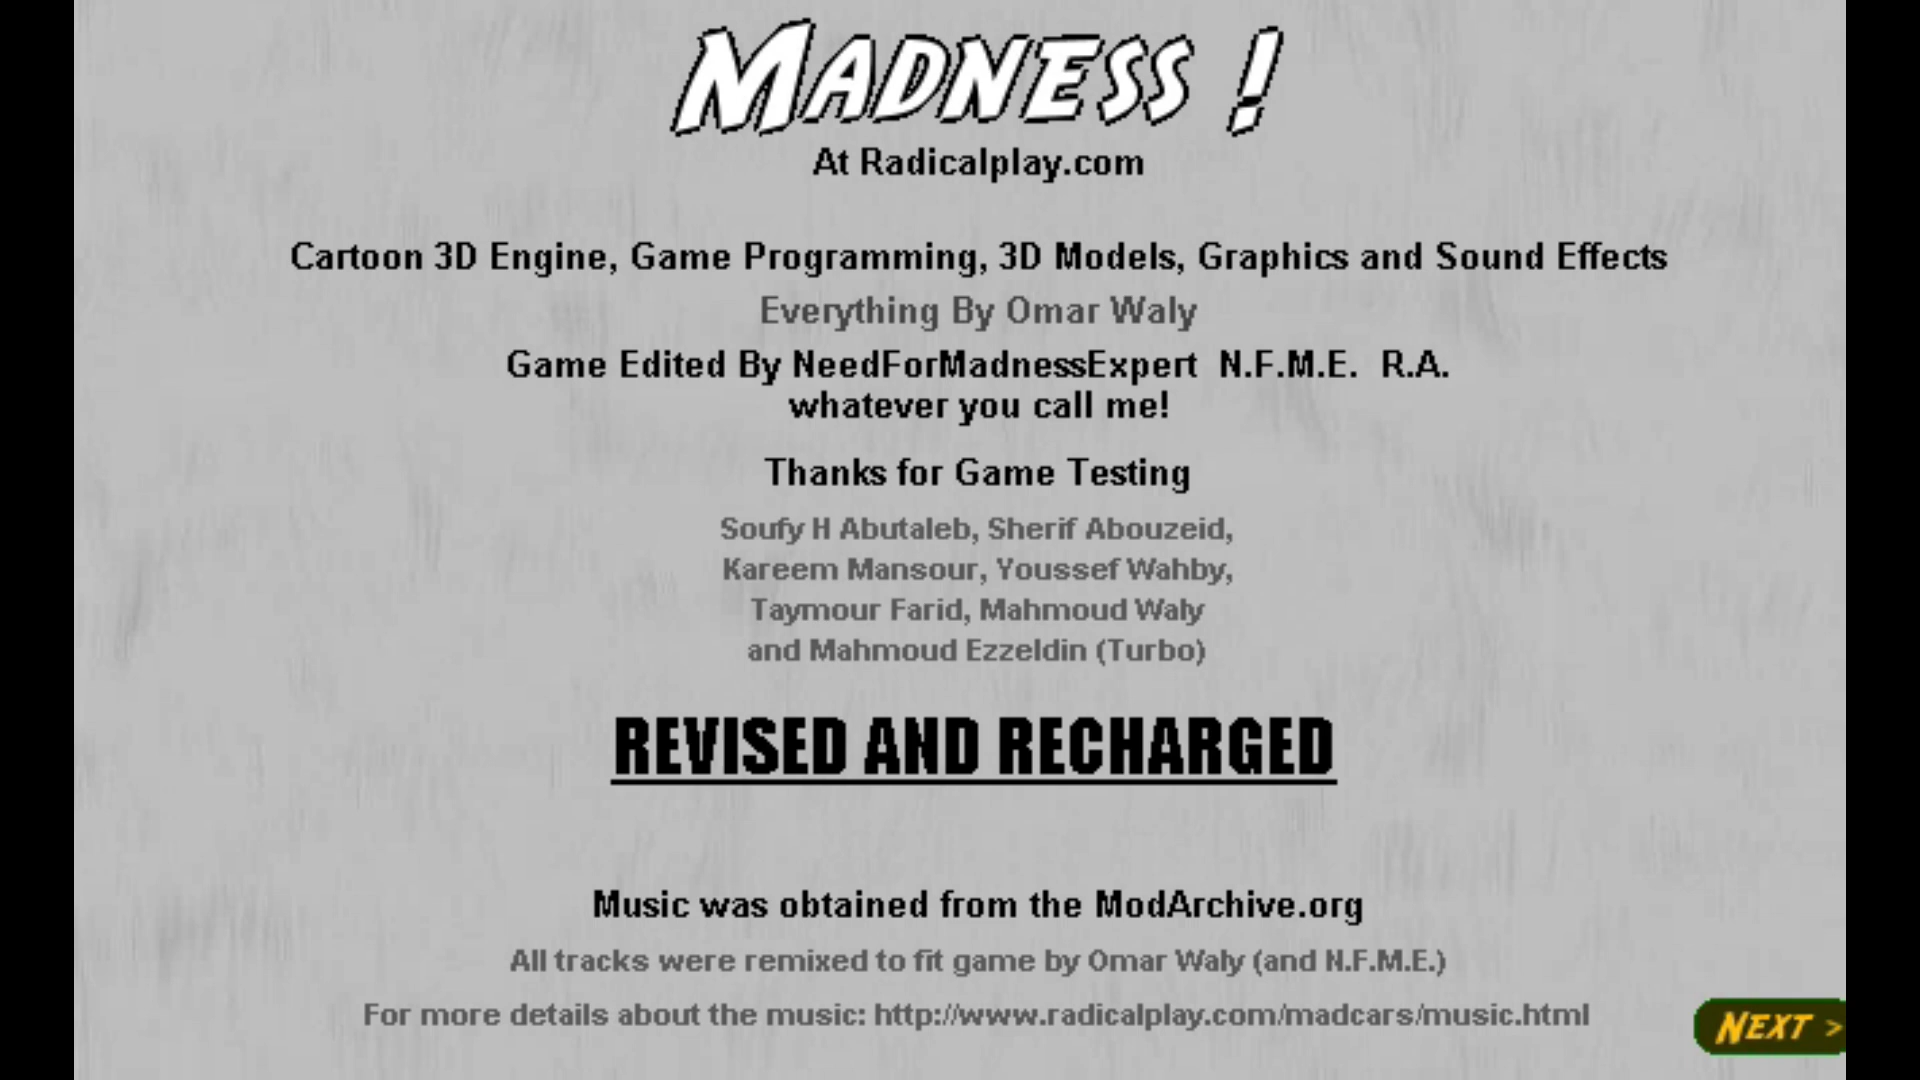 MADNESS !
At Radicalplay.com
Cartoon 3D Engine, Game Programming, 3D Models, Graphics and Sound Effects
Everything By Omar Waly
Game Edited By NeedForMadnessExpert N.F.M.E. R.A.
whatever you call me!
Thanks for Game Testing
Soufy H Abutaleb, Sherif Abouzeid,
Kareem Mansour, Youssef Wahby,
Taymour Farid, Mahmoud Waly
and Mahmoud Ezzeldin (Turbo)
REVISED AND RECHARGED
Music was obtained from the ModArchive.org
All tracks were remixed to fit game by Omar Waly (and N.F.M.E.)
For more details about the music: http://www.radicalplay.com/madcars/music.html
NEXT >